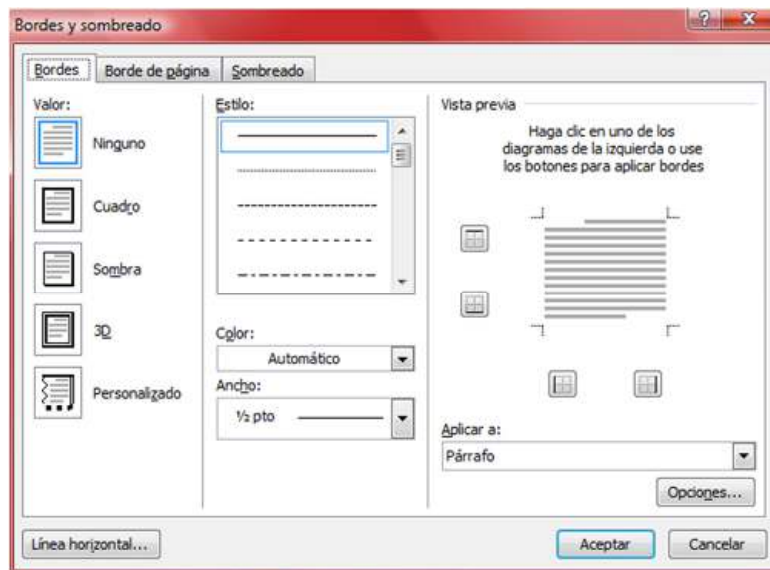 Bordes y sombreado
Bordes
Borde de página
Sombreado
Valor:
Ninguno
Cuadro
Sombra
3D
Personalizado
Estilo:
Color:
Automático
Ancho:
½ pto
Vista previa
Haga clic en uno de los
diagramas de la izquierda o use
los botones para aplicar bordes
Aplicar a:
Párrafo
Opciones...
Línea horizontal...
Aceptar
Cancelar